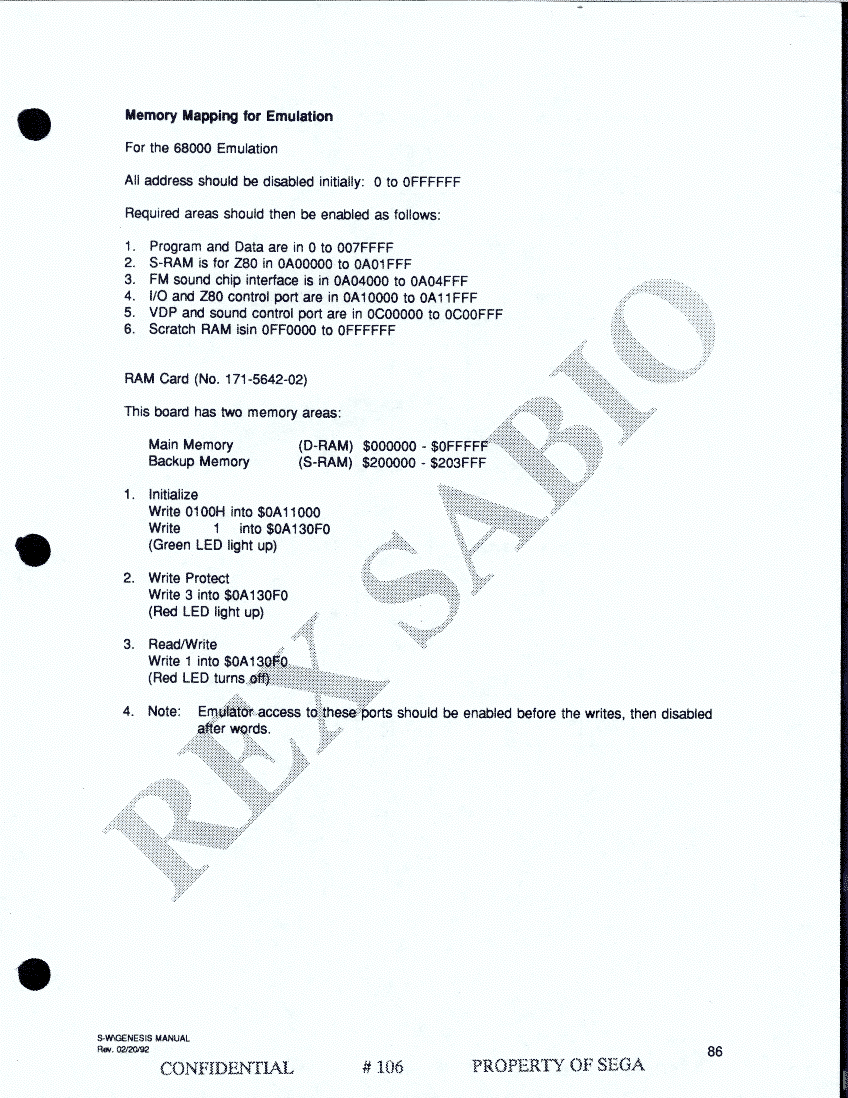 Memory Mapping for Emulation
For the 68000 Emulation
All address should be disabled initially: 0 to 0FFFFFF
Required areas should then be enabled as follows:
1. Program and Data are in 0 to 007FFFF
2. S-RAM is for Z80 in 0A00000 to 0A01FFF
3. FM sound chip interface is in 0A04000 to 0A04FFF
4. I/O and Z80 control port are in 0A10000 to 0A11FFF
5. VDP and sound control port are in 0C00000 to 0C00FFF
6. Scratch RAM isin 0FF0000 to 0FFFFFF
RAM Card (No. 171-5642-02)
This board has two memory areas:
Main Memory (D-RAM) $000000 - $0FFFFF
Backup Memory (S-RAM) $200000 - $203FFF
1. Initialize
Write 0100H into $0A11000
Write 1 into $0A130F0
(Green LED light up)
2. Write Protect
Write 3 into $0A130F0
(Red LED light up)
3. Read/Write
Write 1 into $0A130F0
(Red LED turns off)
4. Note: Emulator access to these ports should be enabled before the writes, then disabled
after words.
REX SABIO
S-W\GENESIS MANUAL
Rev. 02/20/92
86
CONFIDENTIAL # 106 PROPERTY OF SEGA